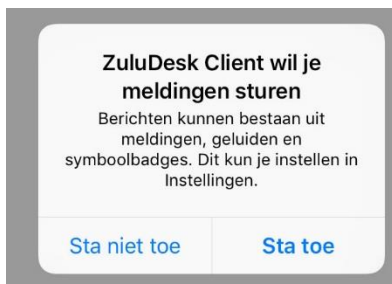 ZuluDesk Client wil je
meldingen sturen
Berichten kunnen bestaan uit
meldingen, geluiden en
symboolbadges. Dit kun je instellen in
Instellingen.
Sta niet toe
Sta toe